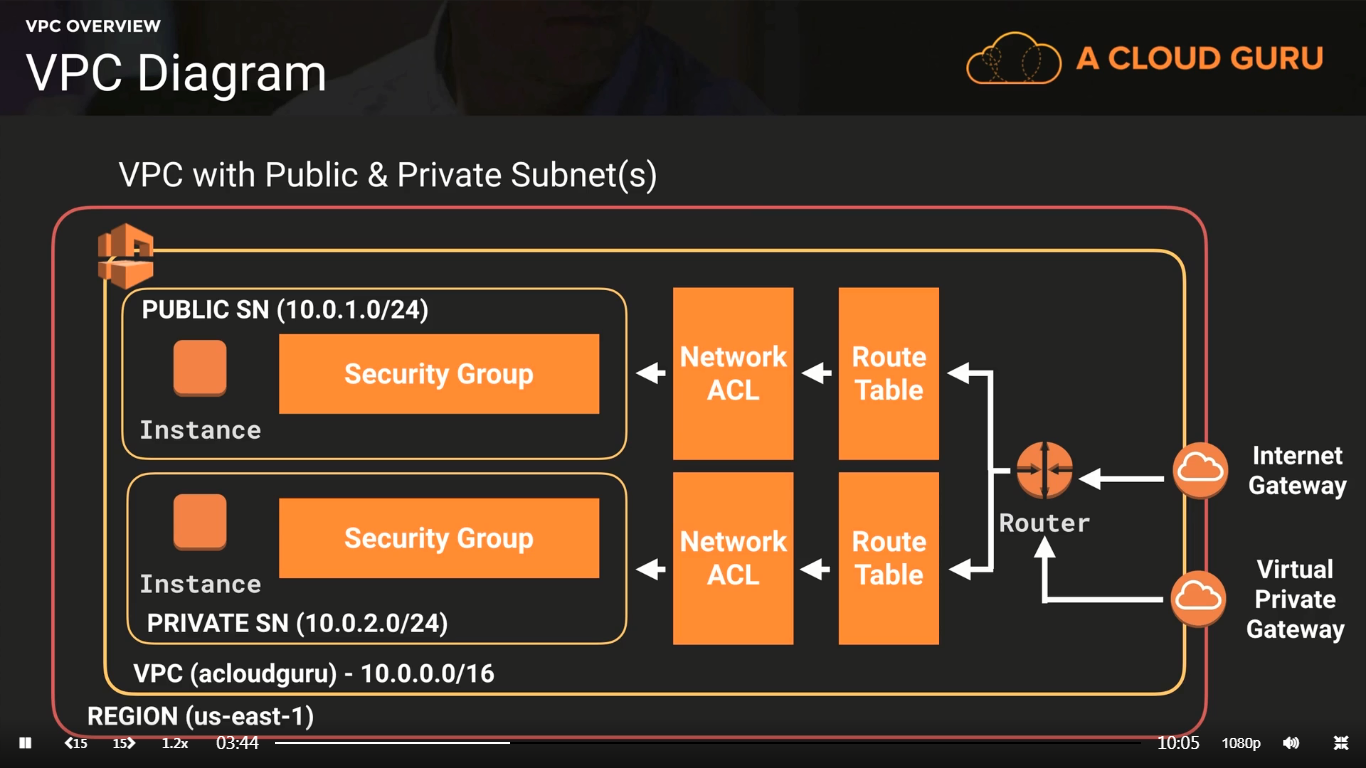 VPC OVERVIEW
VPC Diagram
A CLOUD GURU
VPC with Public & Private Subnet(s)
PUBLIC SN (10.0.1.0/24)
Security Group
Instance
Network
ACL
Route
Table
Internet
Gateway
Router
Security Group
Instance
PRIVATE SN (10.0.2.0/24)
Network
ACL
Route
Table
Virtual
Private
Gateway
VPC (acloudguru) - 10.0.0.0/16
REGION (us-east-1)
15 15 1.2x 03:44 10:05 1080p